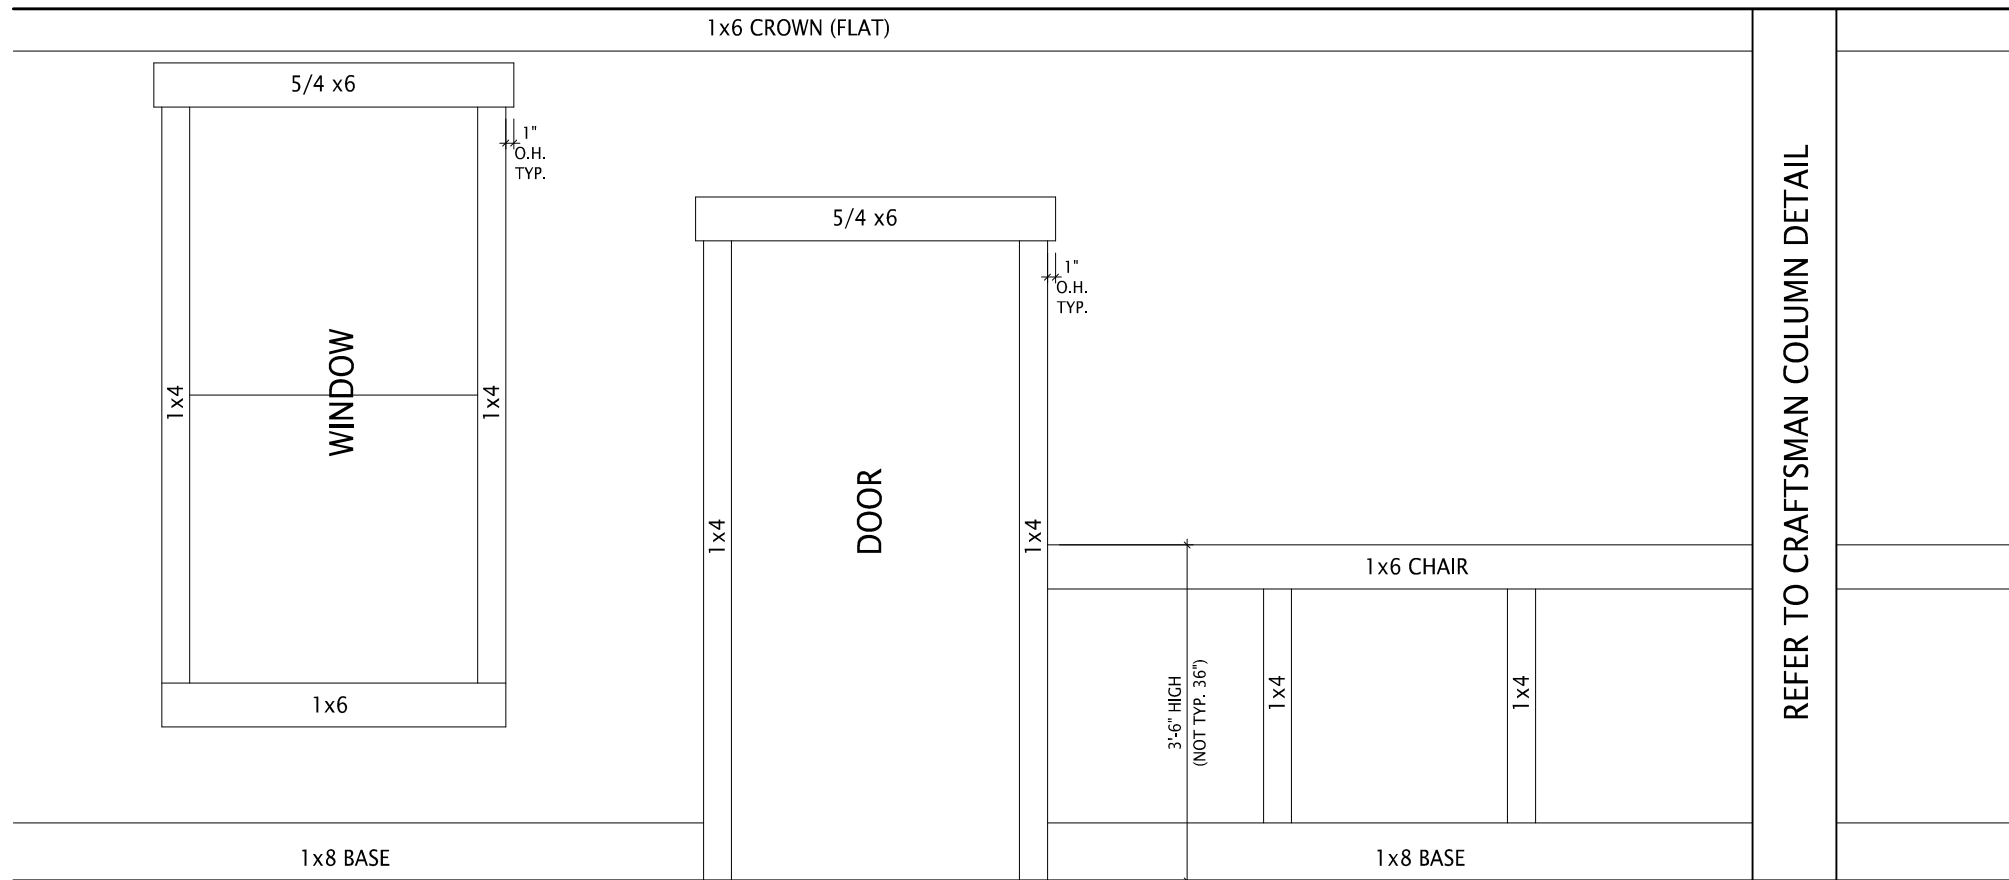 1x6 CROWN (FLAT)
5/4 x6
1"
O.H.
TYP.
5/4 x6
1"
O.H.
TYP.
WINDOW
1x4
1x4
1x6
DOOR
1x4
1x4
1x6 CHAIR
3'-6" HIGH
(NOT TYP. 36")
1x4
1x4
REFER TO CRAFTSMAN COLUMN DETAIL
1x8 BASE
1x8 BASE